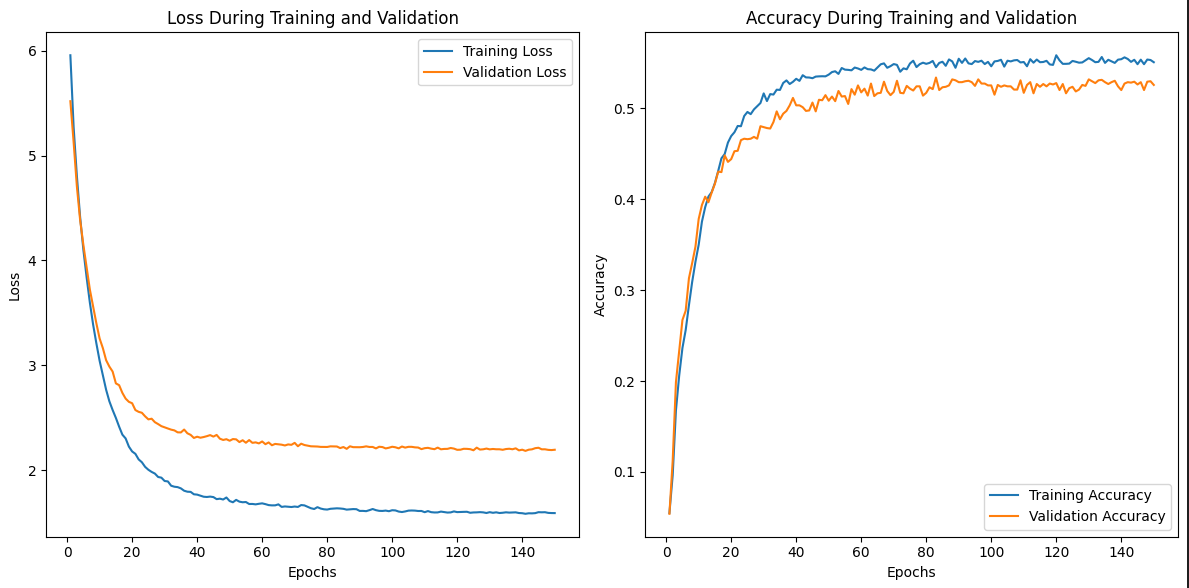 Loss During Training and Validation
Training Loss
Validation Loss
6
5
4
3
2
Loss
0 20 40 60 80 100 120 140
Epochs
Accuracy During Training and Validation
0.5
0.4
0.3
0.2
0.1
Accuracy
Training Accuracy
Validation Accuracy
0 20 40 60 80 100 120 140
Epochs